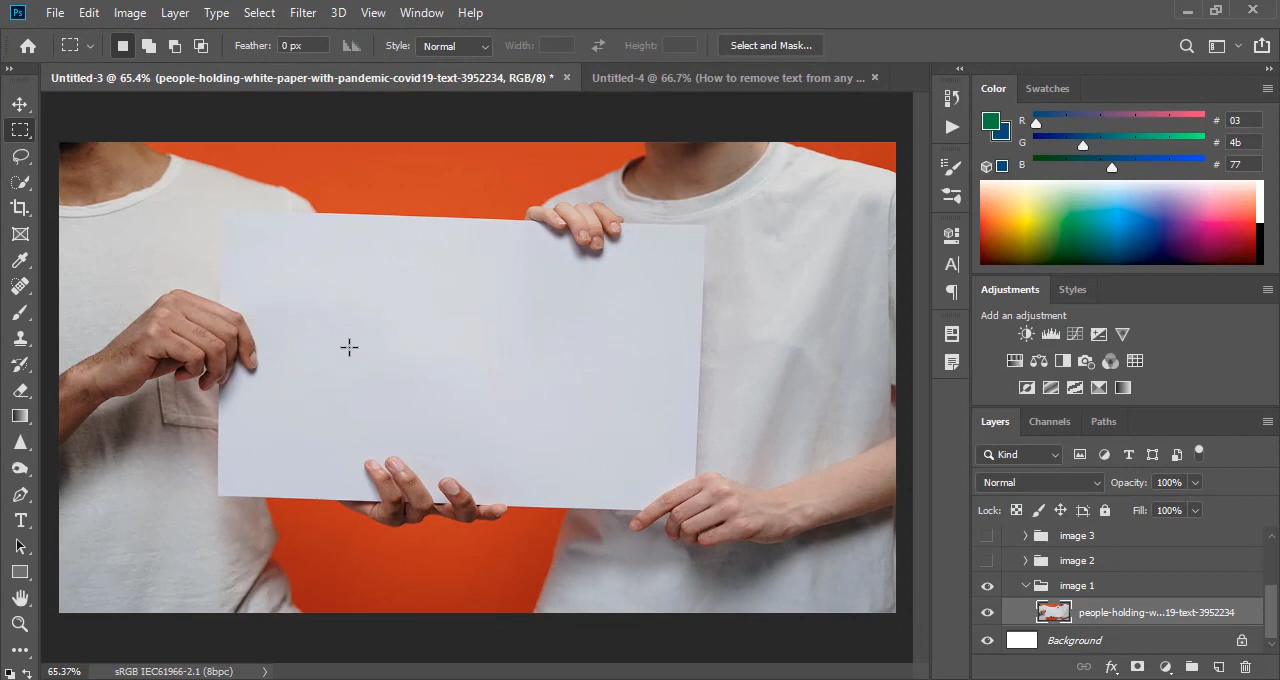 Ps File Edit Image Layer Type Select Filter 3D View Window Help
Feather: 0 px Style: Normal Width: Height: Select and Mask...
Untitled-3 @ 65.4% (people-holding-white-paper-with-pandemic-covid19-text-3952234, RGB/8) * × Untitled-4 @ 66.7% (How to remove text from any ... ×
Color Swatches
R # 03
G # 4b
B # 77
Adjustments Styles
Add an adjustment
Layers Channels Paths
Kind
Normal Opacity: 100%
Lock: Fill: 100%
image 3
image 2
image 1
people-holding-w...19-text-3952234
Background
65.37% sRGB IEC61966-2.1 (8bpc)